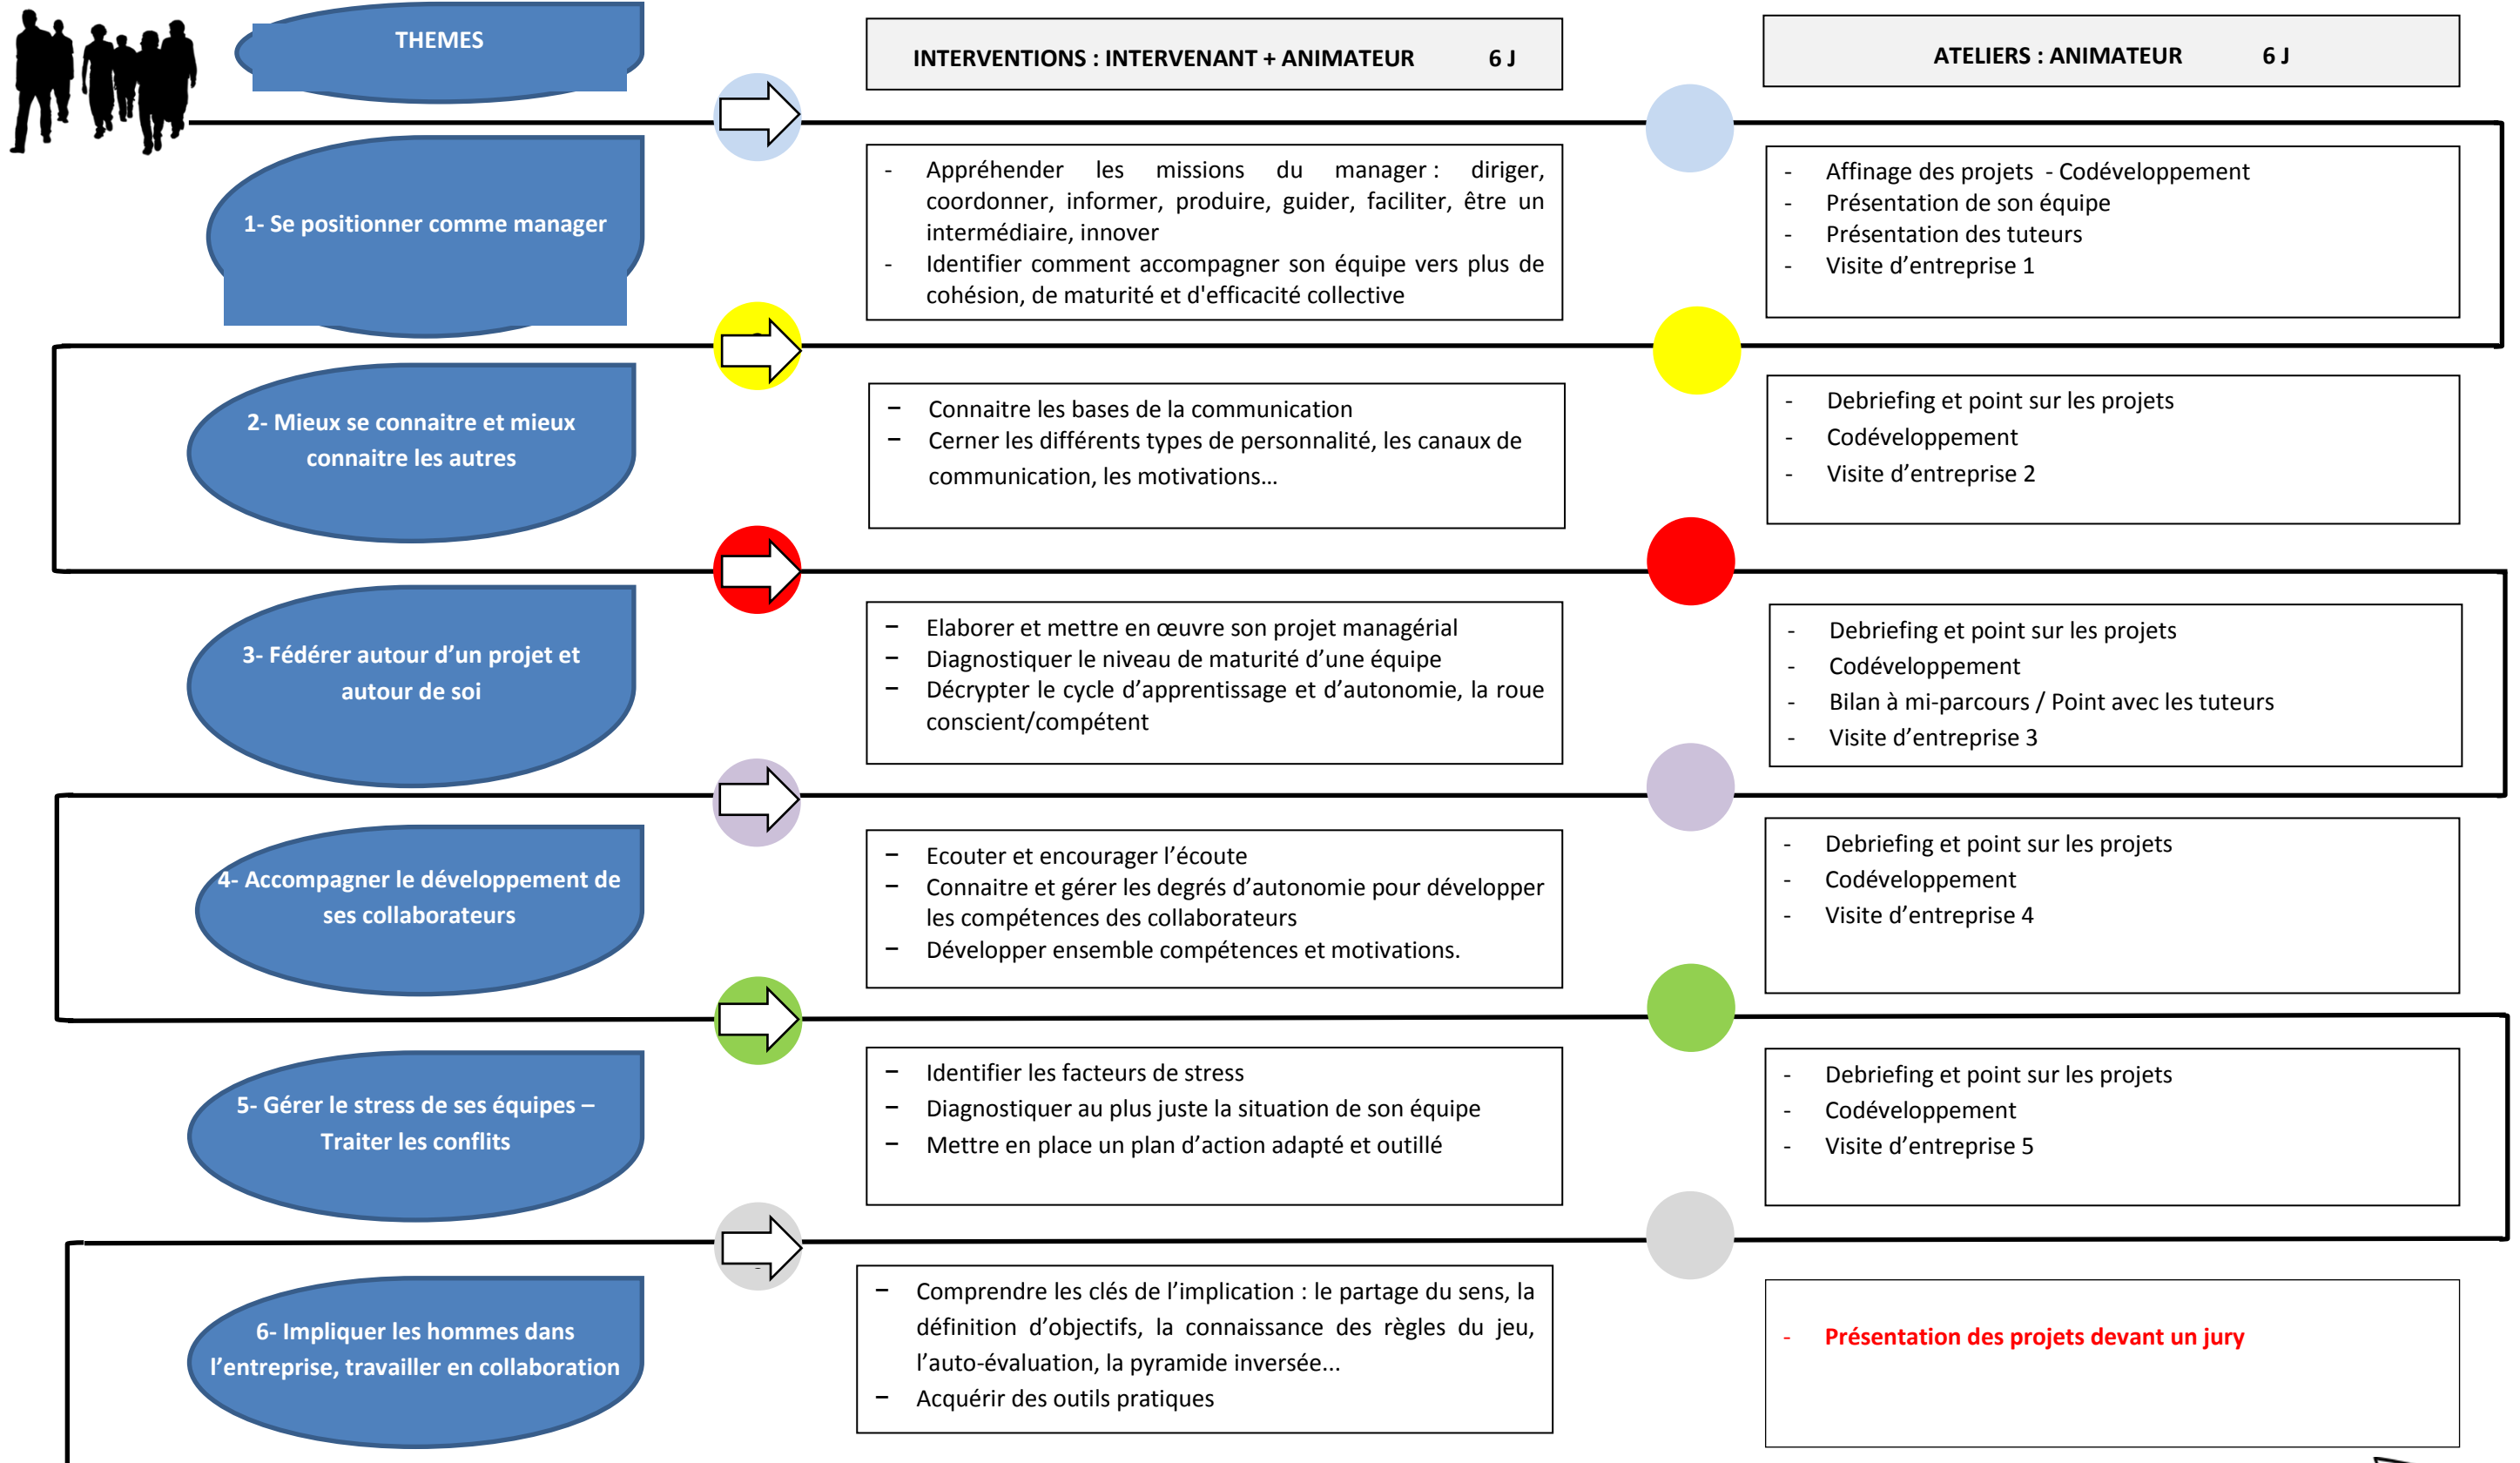 THEMES
INTERVENTIONS : INTERVENANT + ANIMATEUR 6 J
ATELIERS : ANIMATEUR 6 J
1- Se positionner comme manager
- Appréhender les missions du manager : diriger,
coordonner, informer, produire, guider, faciliter, être un
intermédiaire, innover
- Identifier comment accompagner son équipe vers plus de
cohésion, de maturité et d'efficacité collective
- Affinage des projets - Codéveloppement
- Présentation de son équipe
- Présentation des tuteurs
- Visite d’entreprise 1
2- Mieux se connaitre et mieux
connaitre les autres
− Connaitre les bases de la communication
− Cerner les différents types de personnalité, les canaux de
communication, les motivations…
- Debriefing et point sur les projets
- Codéveloppement
- Visite d’entreprise 2
3- Fédérer autour d’un projet et
autour de soi
− Elaborer et mettre en œuvre son projet managérial
− Diagnostiquer le niveau de maturité d’une équipe
− Décrypter le cycle d’apprentissage et d’autonomie, la roue
conscient/compétent
- Debriefing et point sur les projets
- Codéveloppement
- Bilan à mi-parcours / Point avec les tuteurs
- Visite d’entreprise 3
4- Accompagner le développement de
ses collaborateurs
− Ecouter et encourager l’écoute
− Connaitre et gérer les degrés d’autonomie pour développer
les compétences des collaborateurs
− Développer ensemble compétences et motivations.
- Debriefing et point sur les projets
- Codéveloppement
- Visite d’entreprise 4
5- Gérer le stress de ses équipes –
Traiter les conflits
− Identifier les facteurs de stress
− Diagnostiquer au plus juste la situation de son équipe
− Mettre en place un plan d’action adapté et outillé
- Debriefing et point sur les projets
- Codéveloppement
- Visite d’entreprise 5
6- Impliquer les hommes dans
l’entreprise, travailler en collaboration
− Comprendre les clés de l’implication : le partage du sens, la
définition d’objectifs, la connaissance des règles du jeu,
l’auto-évaluation, la pyramide inversée...
− Acquérir des outils pratiques
- Présentation des projets devant un jury